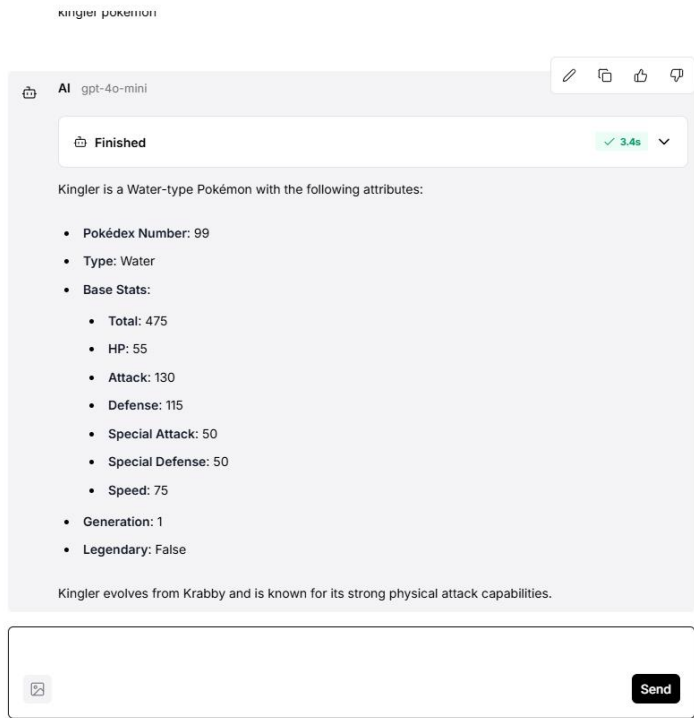 kingler pokemon
AI gpt-4o-mini
Finished
3.4s
Kingler is a Water-type Pokémon with the following attributes:
Pokédex Number: 99
Type: Water
Base Stats:
Total: 475
HP: 55
Attack: 130
Defense: 115
Special Attack: 50
Special Defense: 50
Speed: 75
Generation: 1
Legendary: False
Kingler evolves from Krabby and is known for its strong physical attack capabilities.
Send